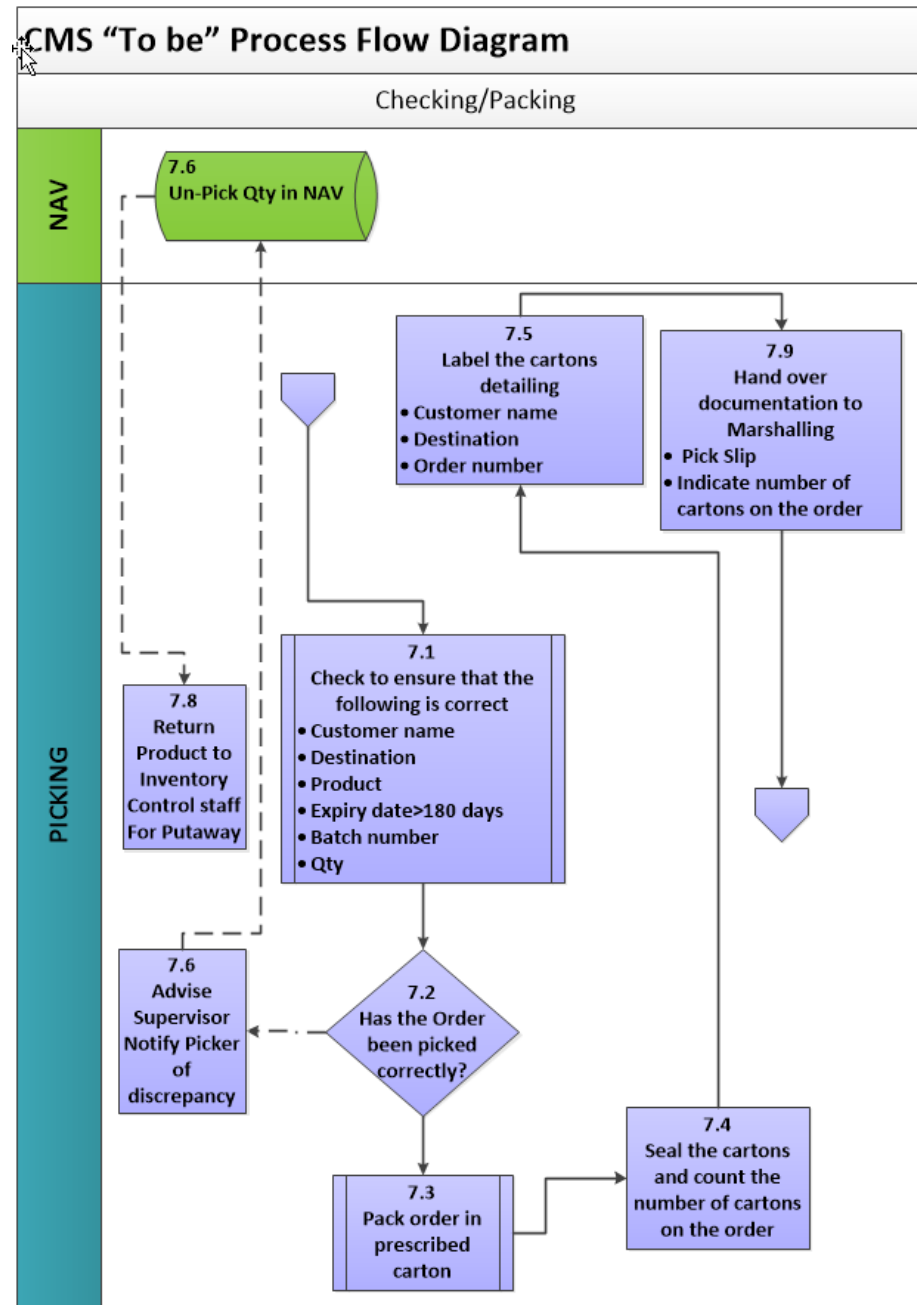 CMS “To be” Process Flow Diagram
Checking/Packing
NAV
7.6
Un-Pick Qty in NAV
PICKING
7.5
Label the cartons
detailing
• Customer name
• Destination
• Order number
7.9
Hand over
documentation to
Marshalling
• Pick Slip
• Indicate number of
cartons on the order
7.1
Check to ensure that the
following is correct
• Customer name
• Destination
• Product
• Expiry date>180 days
• Batch number
• Qty
7.8
Return
Product to
Inventory
Control staff
For Putaway
7.6
Advise
Supervisor
Notify Picker
of
discrepancy
7.2
Has the Order
been picked
correctly?
7.3
Pack order in
prescribed
carton
7.4
Seal the cartons
and count the
number of cartons
on the order